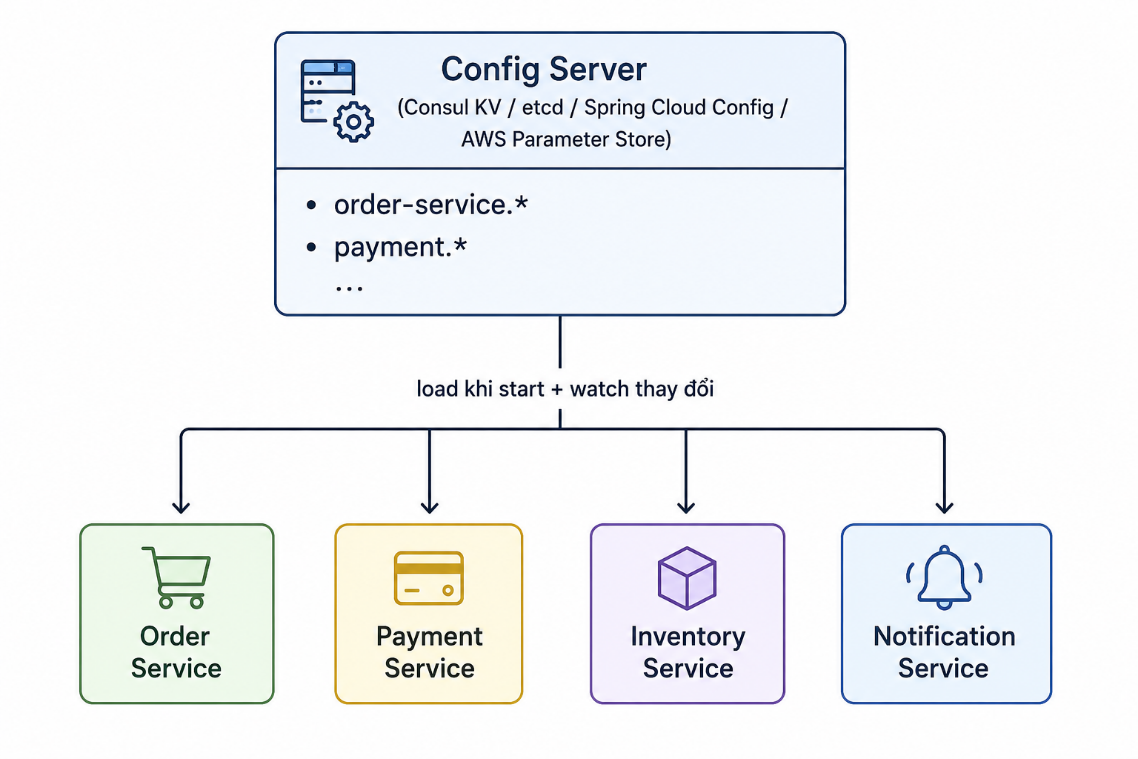 Config Server
(Consul KV / etcd / Spring Cloud Config /
AWS Parameter Store)
• order-service.*
• payment.*
...
load khi start + watch thay đổi
Order
Service
Payment
Service
Inventory
Service
Notification
Service